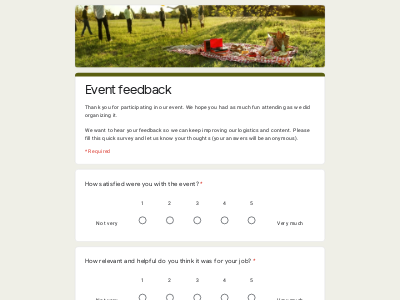 Event feedback
Thank you for participating in our event. We hope you had as much fun attending as we did
organizing it.
We want to hear your feedback so we can keep improving our logistics and content. Please
fill this quick survey and let us know your thoughts (your answers will be anonymous).
* Required
How satisfied were you with the event? *
1 2 3 4 5
Not very Very much
How relevant and helpful do you think it was for your job? *
1 2 3 4 5
Not very Very much